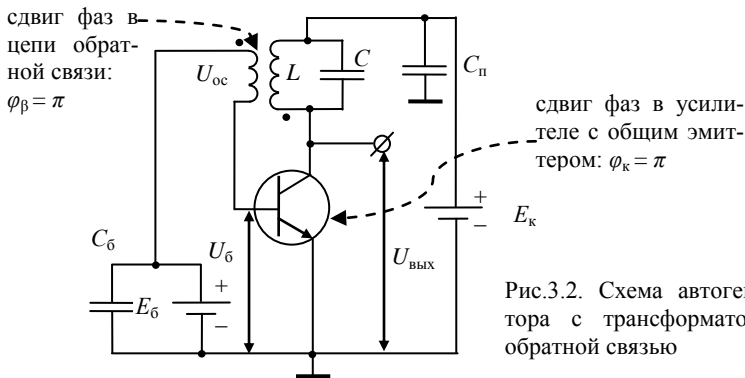 сдвиг фаз в
цепи обрат-
ной связи:
φβ = π
Uос
L
C
Cп
сдвиг фаз в усили-
теле с общим эмит-
тером: φк = π
+
−
Eк
Cб
Uб
Uвых
Eб
+
−
Рис.3.2. Схема автоген
тора с трансформато
обратной связью